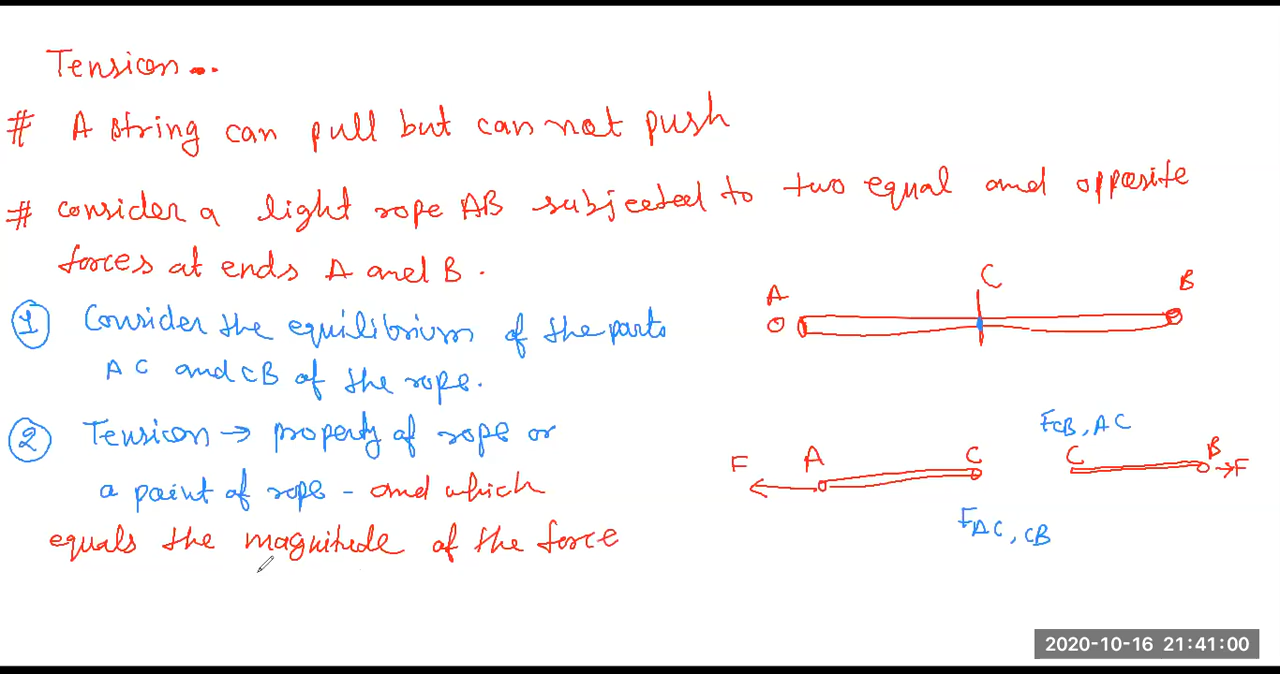 Tension...
# A string can pull but can not push
# consider a light rope AB subjected to two equal and opposite
forces at ends A and B.
① Consider the equilibrium of the parts
AC and CB of the rope.
② Tension → property of rope or
a point of rope - and which
equals the magnitude of the force
A C B
F A C
F AC, CB
F CB, AC
C B F
2020-10-16 21:41:00